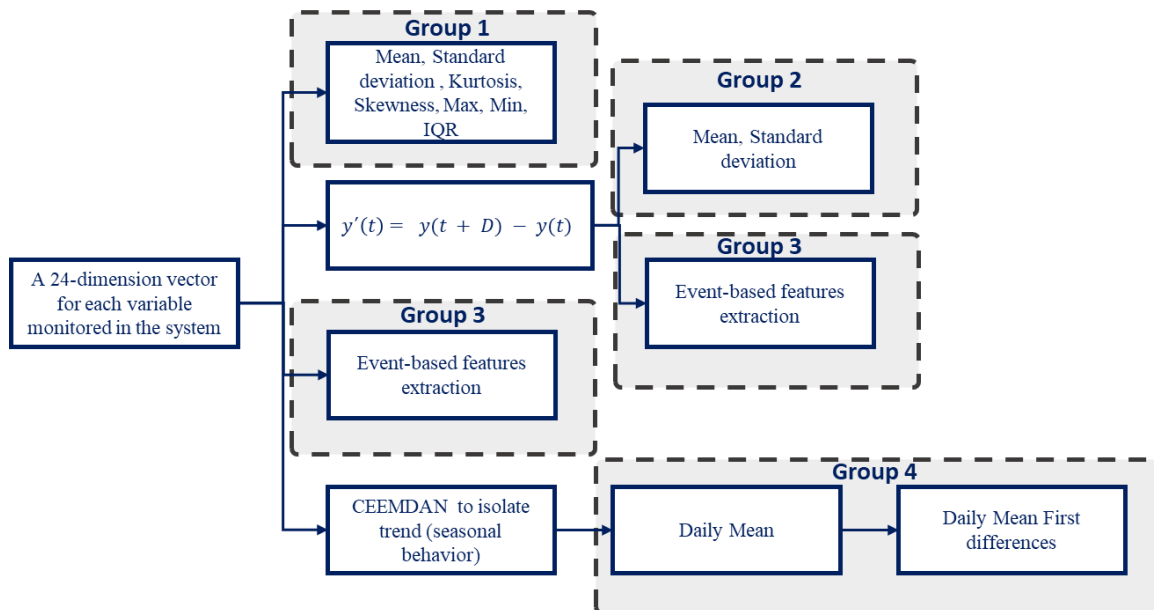 Group 1
Mean, Standard
deviation , Kurtosis,
Skewness, Max, Min,
IQR
Group 2
Mean, Standard
deviation
y′(t) = y(t + D) − y(t)
Group 3
Event-based features
extraction
A 24-dimension vector
for each variable
monitored in the system
Group 3
Event-based features
extraction
CEEMDAN to isolate
trend (seasonal
behavior)
Group 4
Daily Mean
Daily Mean First
differences